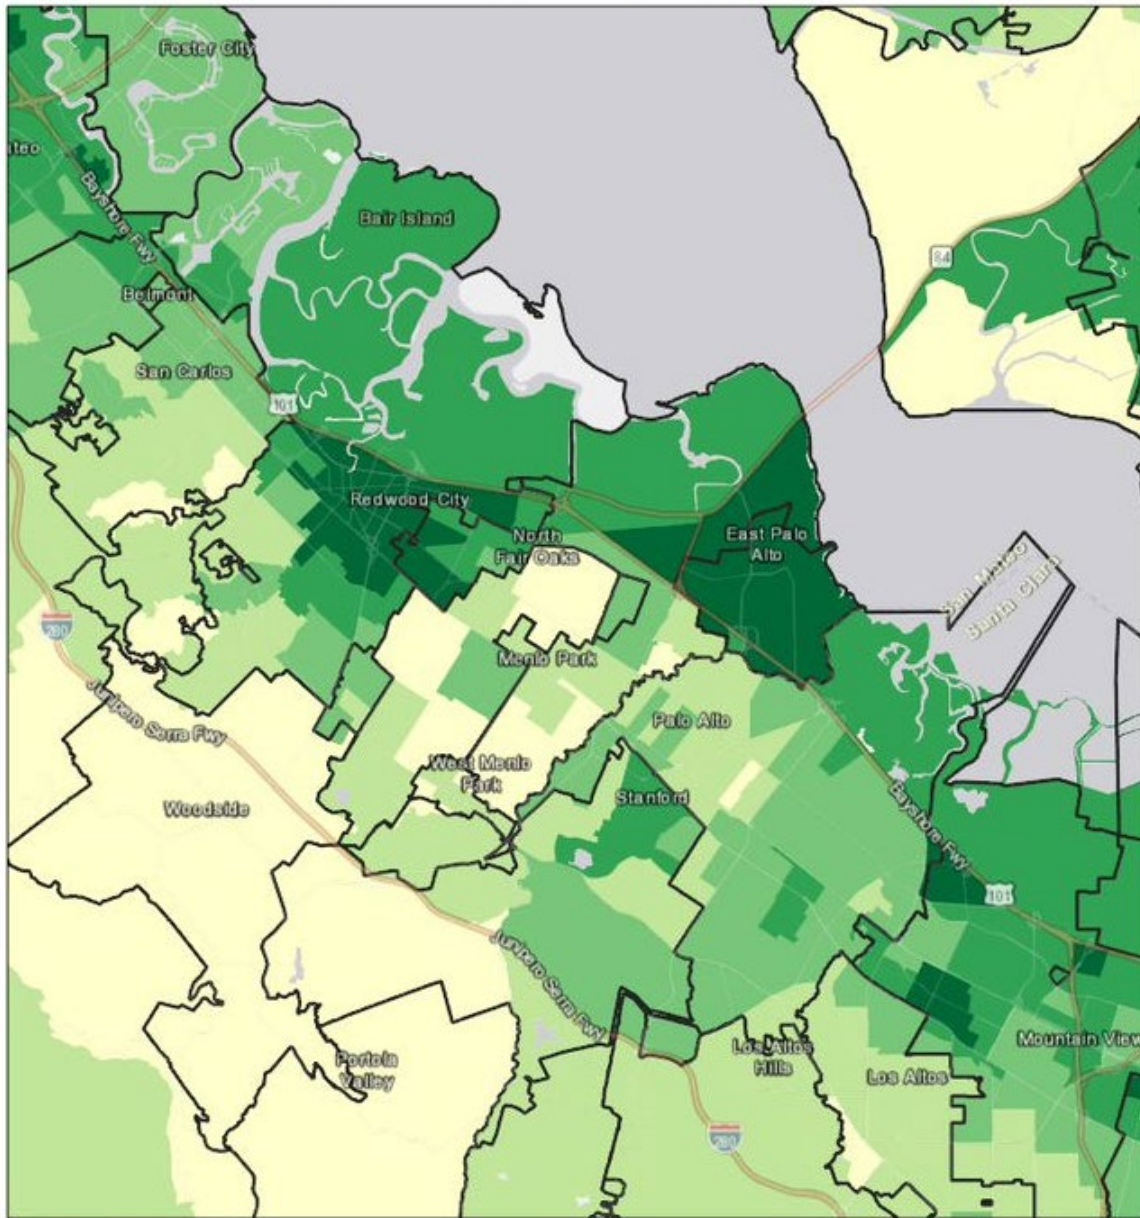 Foster City
ateo
Bayshore Fwy
Bair Island
84
Belmont
San Carlos
101
Redwood City
North
Fair Oaks
East Palo
Alto
San Mateo
Santa Clara
280
Menlo Park
Junipero Serra Fwy
Palo Alto
West Menlo
Park
Stanford
Woodside
Bayshore Fwy
101
Junipero Serra Fwy
Mountain View
Portola
Valley
Los Altos
Hills
Los Altos
280